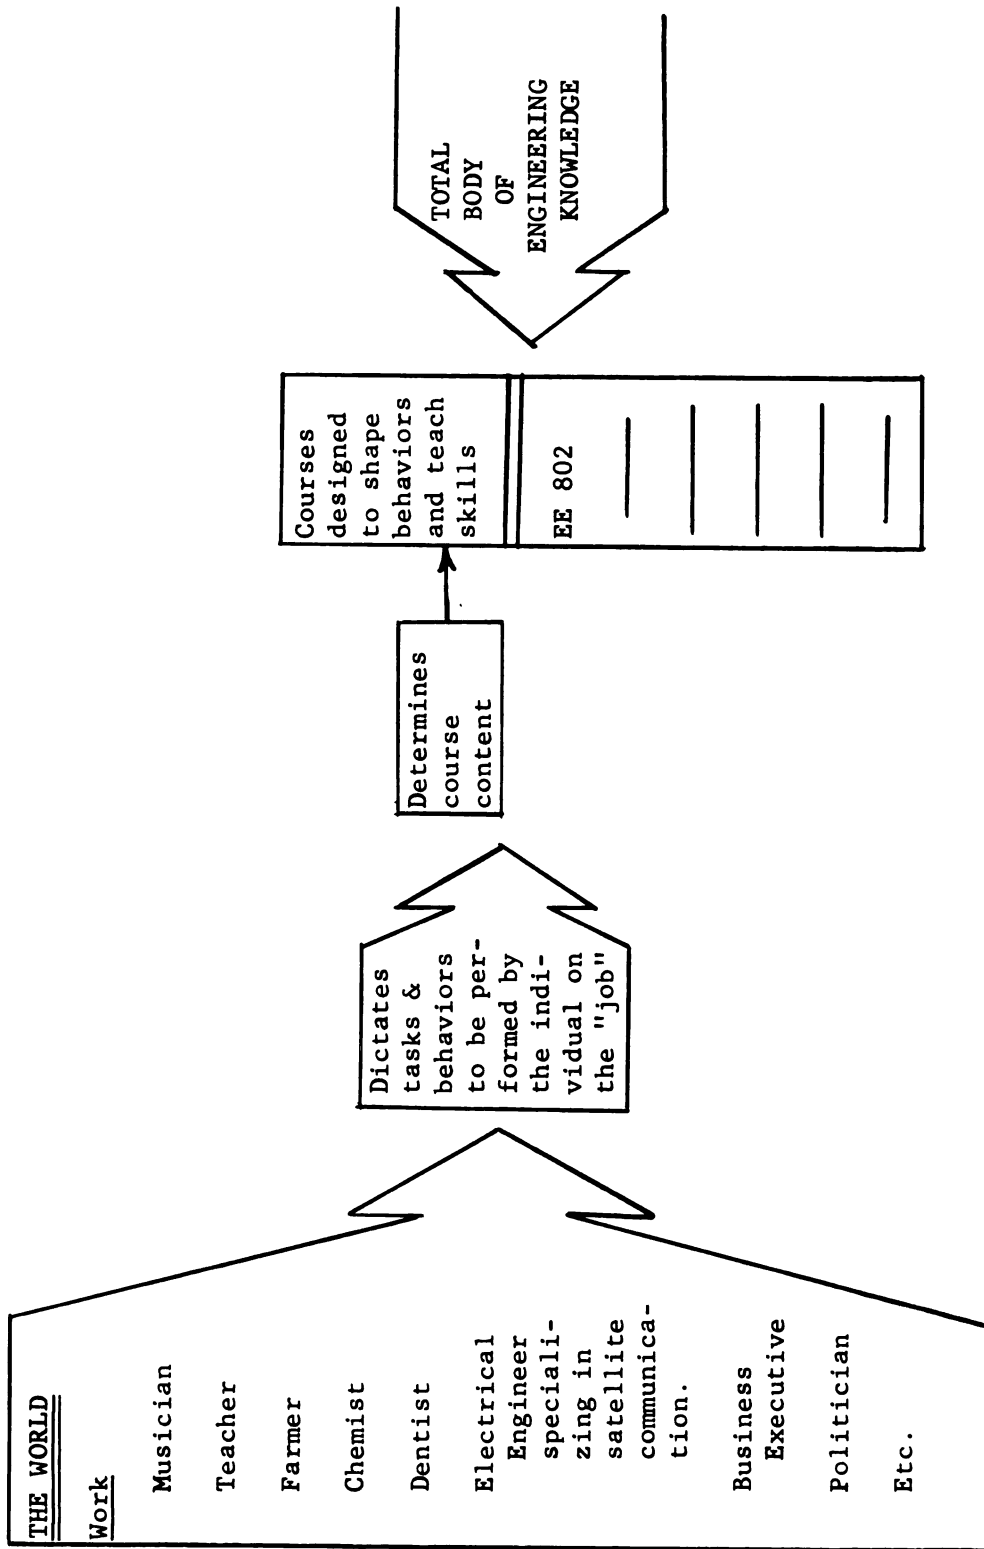 THE WORLD
Work
Musician
Teacher
Farmer
Chemist
Dentist
Electrical
Engineer
speciali-
zing in
satellite
communica-
tion.
Business
Executive
Politician
Etc.
Dictates
tasks &
behaviors
to be per-
formed by
the indi-
vidual on
the "job"
Determines
course
content
Courses
designed
to shape
behaviors
and teach
skills
EE 802
TOTAL
BODY
OF
ENGINEERING
KNOWLEDGE